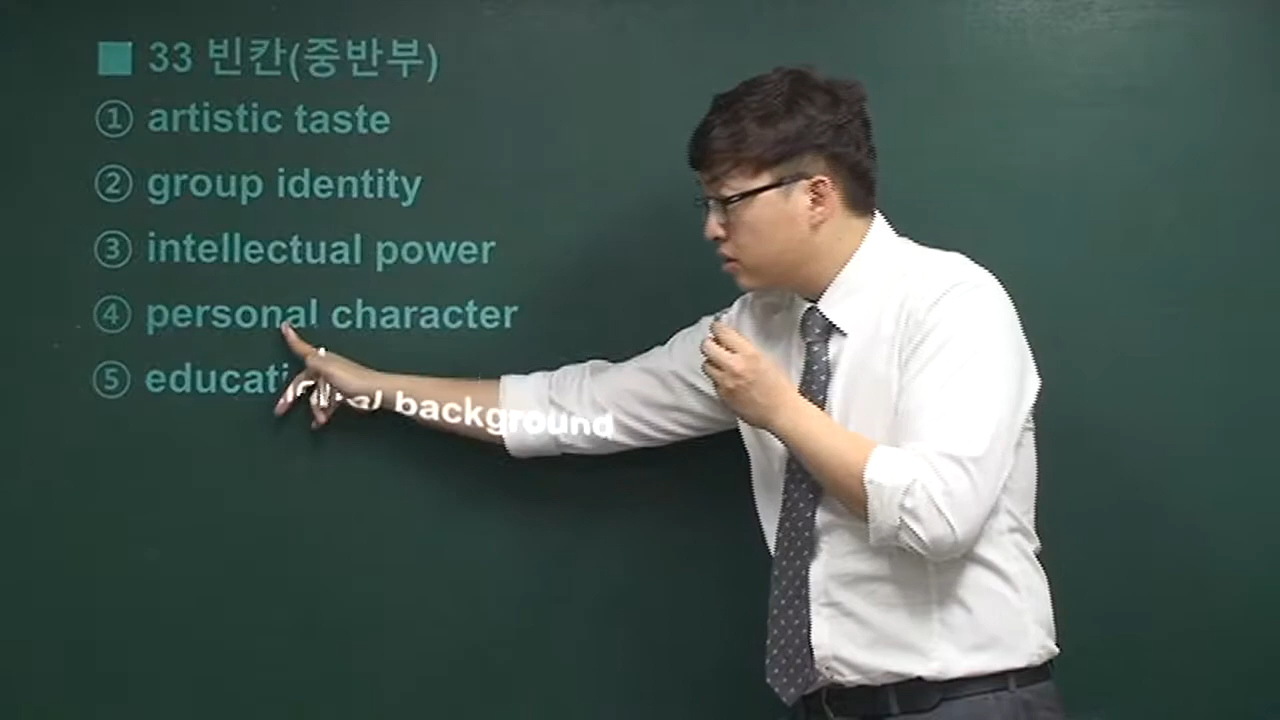 ■ 33 빈칸(중반부)
① artistic taste
② group identity
③ intellectual power
④ personal character
⑤ educational background